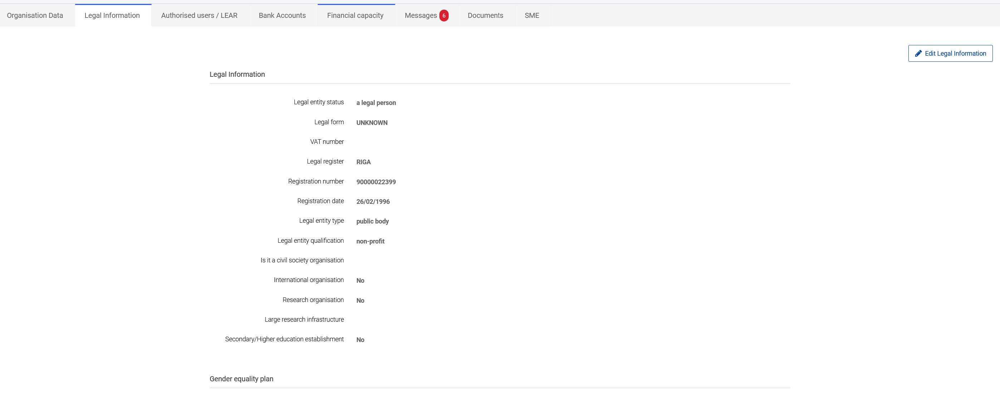 Organisation Data Legal Information Authorised users / LEAR Bank Accounts Financial capacity Messages 6 Documents SME
Edit Legal Information
Legal Information
Legal entity status a legal person
Legal form UNKNOWN
VAT number
Legal register RIGA
Registration number 90000022399
Registration date 26/02/1996
Legal entity type public body
Legal entity qualification non-profit
Is it a civil society organisation
International organisation No
Research organisation No
Large research infrastructure
Secondary/Higher education establishment No
Gender equality plan